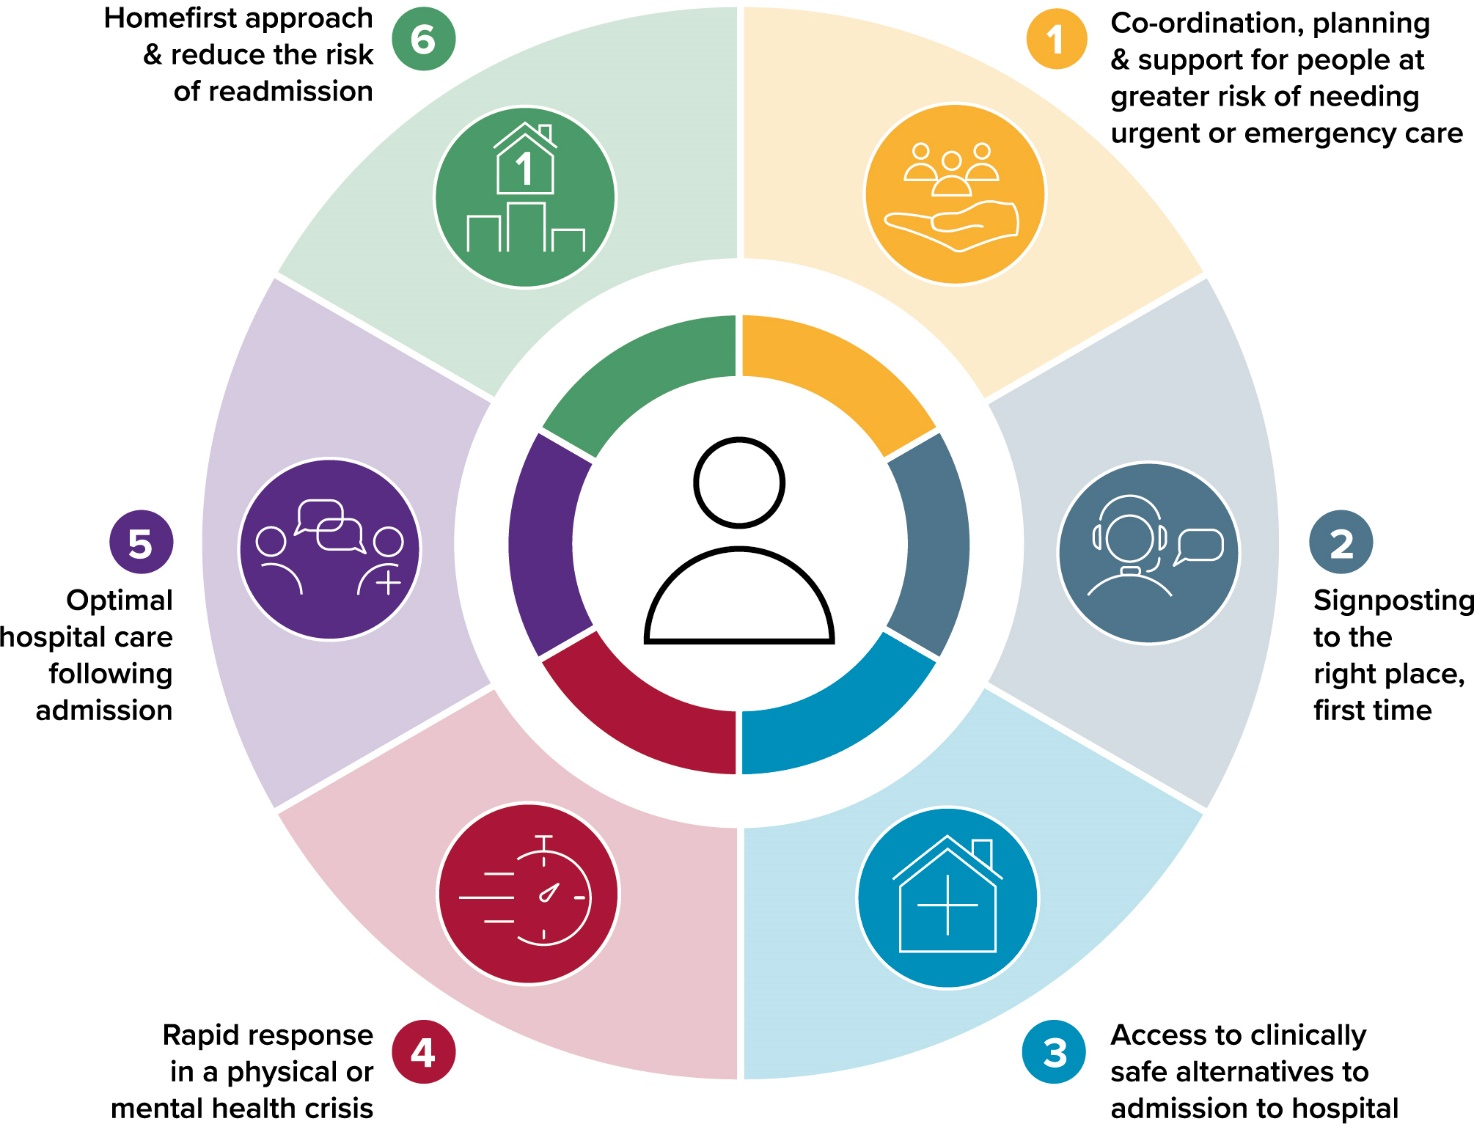 1
Co-ordination, planning
& support for people at
greater risk of needing
urgent or emergency care
2
Signposting
to the
right place,
first time
3
Access to clinically
safe alternatives to
admission to hospital
4
Rapid response
in a physical or
mental health crisis
5
Optimal
hospital care
following
admission
6
Homefirst approach
& reduce the risk
of readmission
1